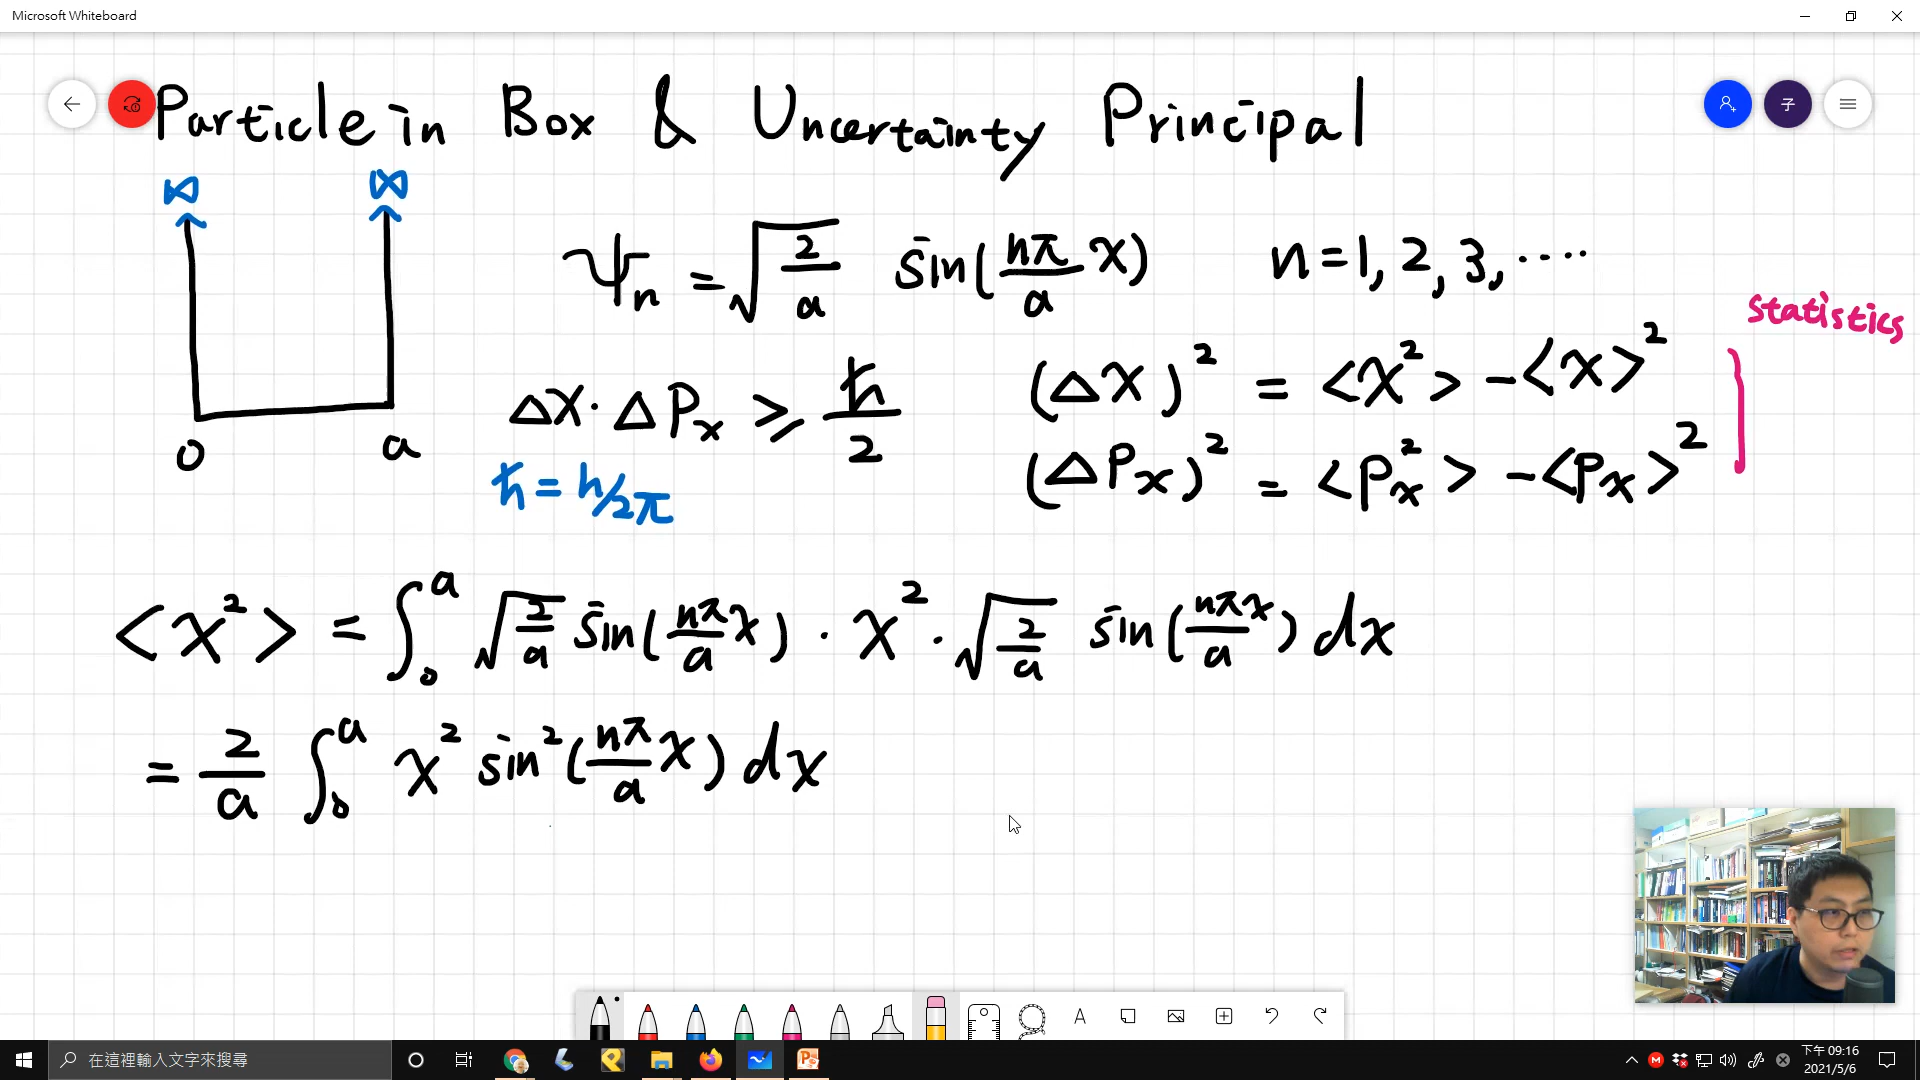 Microsoft Whiteboard
Particle in Box & Uncertainty Principal
子
∞ ∞
0 a
ψn = √(2/a) sin(nπ/a x) n = 1, 2, 3, ....
statistics
Δx · ΔPx ≥ ħ/2
ħ = h/2π
(Δx)² = <x²> - <x>²
(ΔPx)² = <Px²> - <Px>²
<x²> = ∫₀ᵃ √(2/a) sin(nπ/a x) · x² · √(2/a) sin(nπx/a) dx
= 2/a ∫₀ᵃ x² sin²(nπ/a x) dx
在這裡輸入文字來搜尋
下午 09:16
2021/5/6